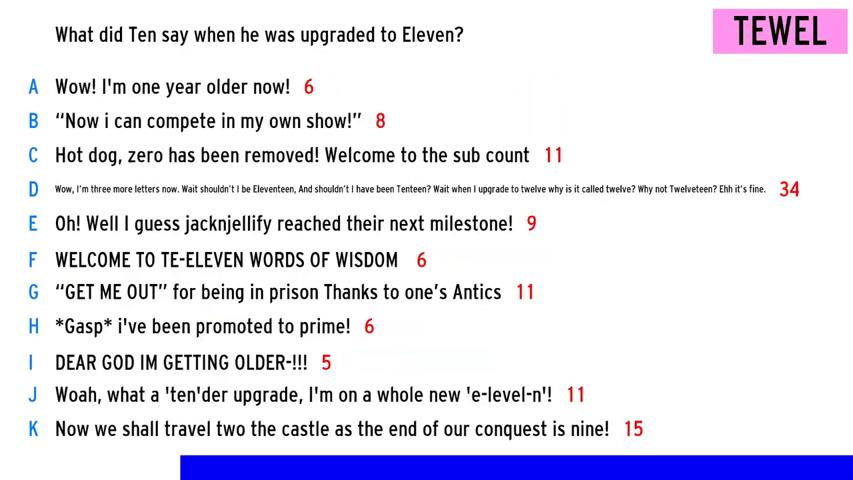 What did Ten say when he was upgraded to Eleven?
TEWEL
A Wow! I'm one year older now! 6
B “Now i can compete in my own show!” 8
C Hot dog, zero has been removed! Welcome to the sub count 11
D Wow, I'm three more letters now. Wait shouldn't I be Eleventeen, And shouldn't I have been Tenteen? Wait when I upgrade to twelve why is it called twelve? Why not Twelveteen? Ehh it's fine. 34
E Oh! Well I guess jacknjellify reached their next milestone! 9
F WELCOME TO TE-ELEVEN WORDS OF WISDOM 6
G “GET ME OUT” for being in prison Thanks to one’s Antics 11
H *Gasp* i've been promoted to prime! 6
I DEAR GOD IM GETTING OLDER-!!! 5
J Woah, what a 'ten'der upgrade, I'm on a whole new 'e-level-n'! 11
K Now we shall travel two the castle as the end of our conquest is nine! 15